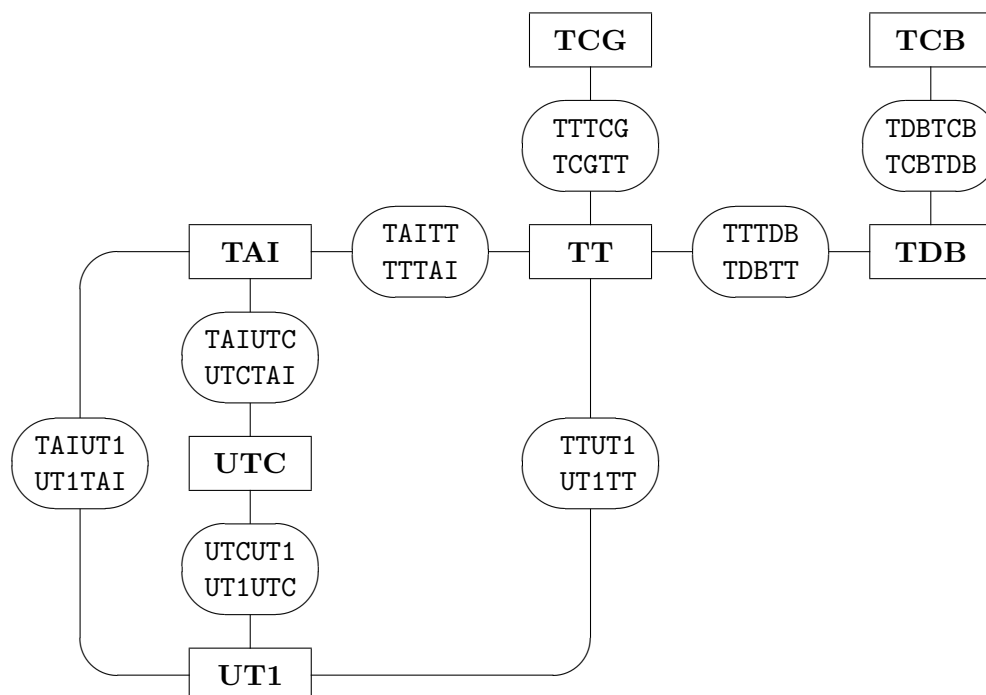 TCG
TCB
TTTCG
TCGTT
TDBTCB
TCBTDB
TAI
TAITT
TTTAI
TT
TTTDB
TDBTT
TDB
TAIUTC
UTCTAI
TAIUT1
UT1TAI
UTC
TTUT1
UT1TT
UTCUT1
UT1UTC
UT1